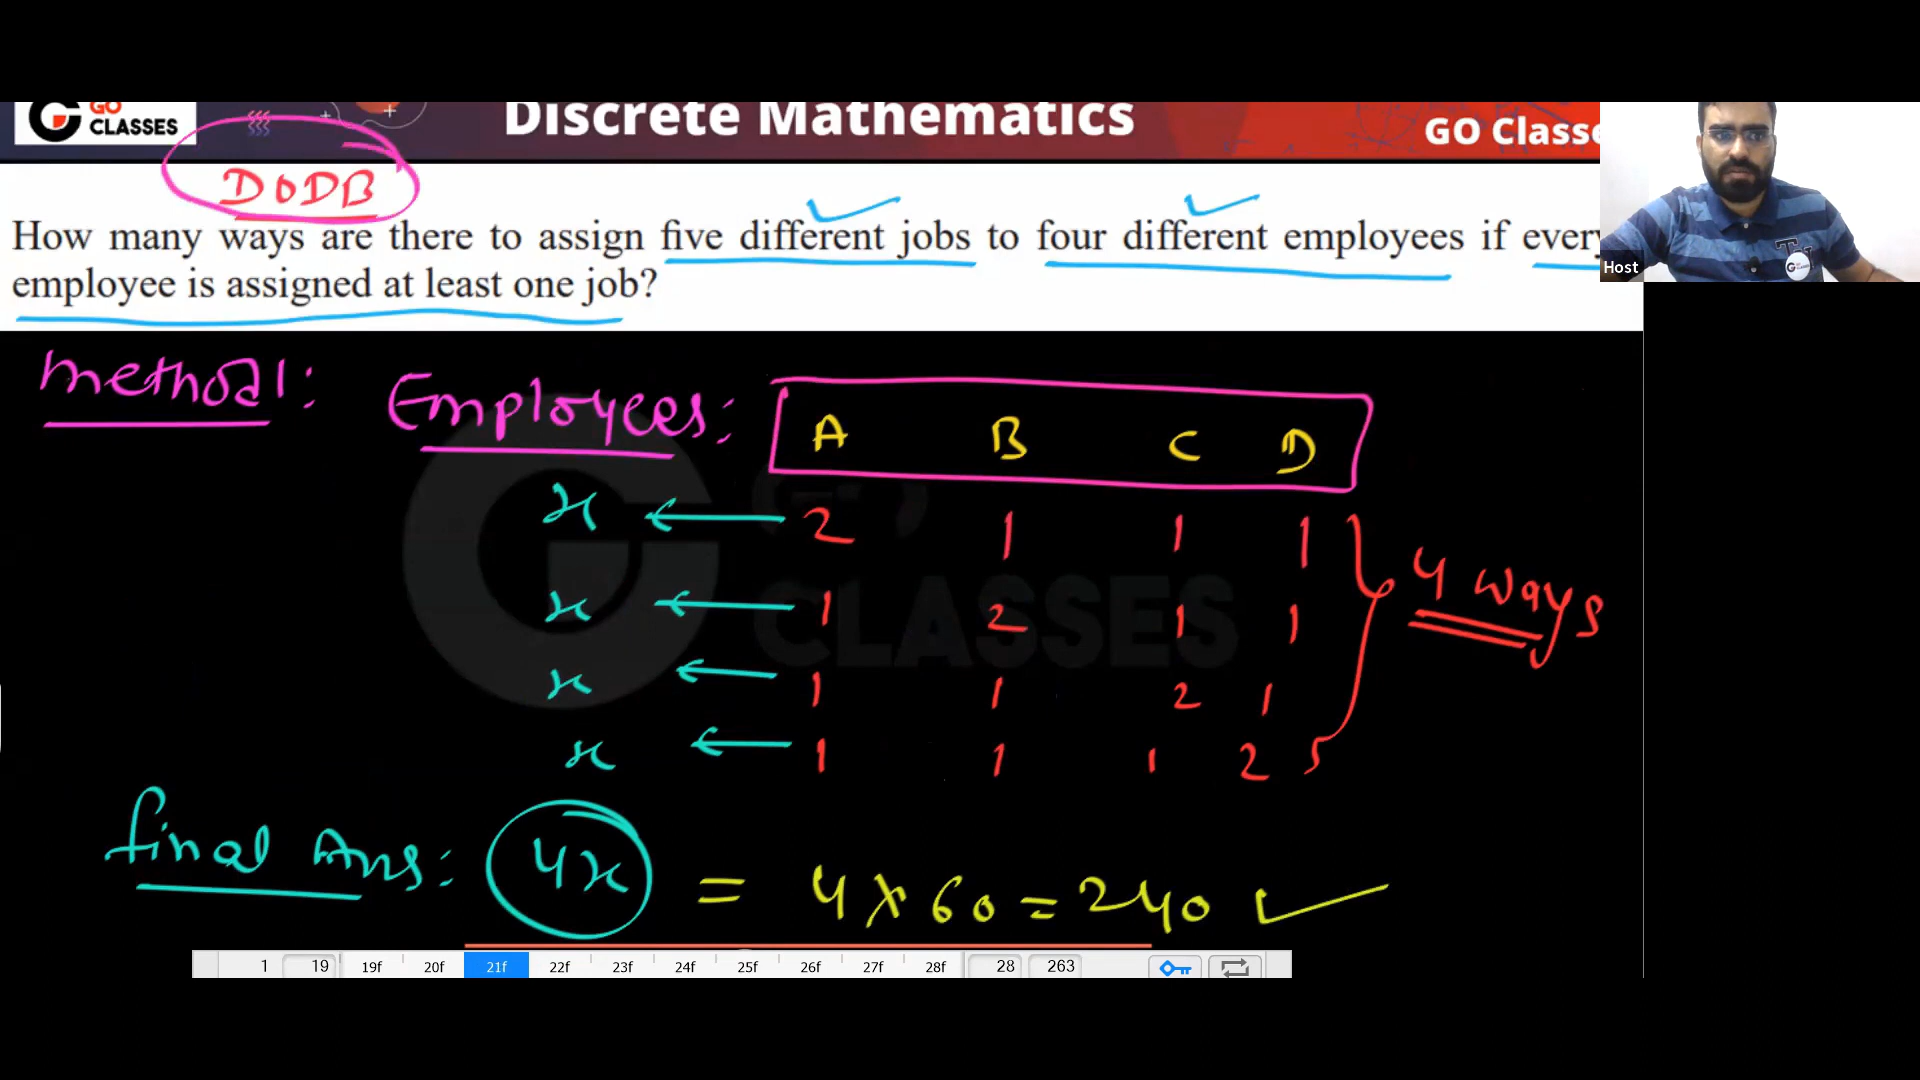 GO
CLASSES
Discrete Mathematics
GO Classe
DODB
How many ways are there to assign five different jobs to four different employees if every
employee is assigned at least one job?
Host
method:
Employees:
A B C D
x ← 2 1 1 1
x ← 1 2 1 1
x ← 1 1 2 1
x ← 1 1 1 2
4 ways
CLASSES
final Ans: 4x = 4 x 60 = 240 ✓
1 19 19f 20f 21f 22f 23f 24f 25f 26f 27f 28f 28 263